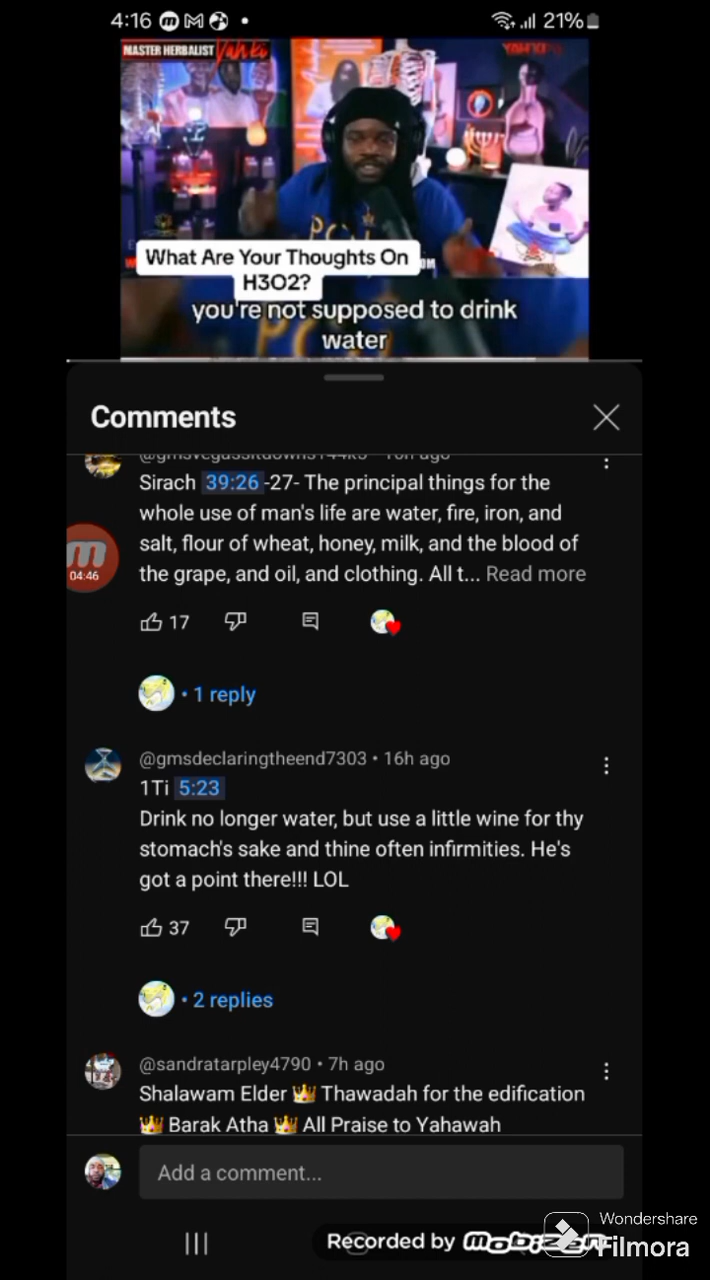 4:16
21%
MASTER HERBALIST Yahki
What Are Your Thoughts On
H3O2?
you're not supposed to drink
water
Comments
Sirach 39:26 -27- The principal things for the
whole use of man's life are water, fire, iron, and
salt, flour of wheat, honey, milk, and the blood of
the grape, and oil, and clothing. All t... Read more
04:46
17
• 1 reply
@gmsdeclaringtheend7303 • 16h ago
1Ti 5:23
Drink no longer water, but use a little wine for thy
stomach's sake and thine often infirmities. He's
got a point there!!! LOL
37
• 2 replies
@sandratarpley4790 • 7h ago
Shalawam Elder 👑 Thawadah for the edification
👑 Barak Atha 👑 All Praise to Yahawah
Add a comment...
Recorded by Mobizen
Wondershare
Filmora